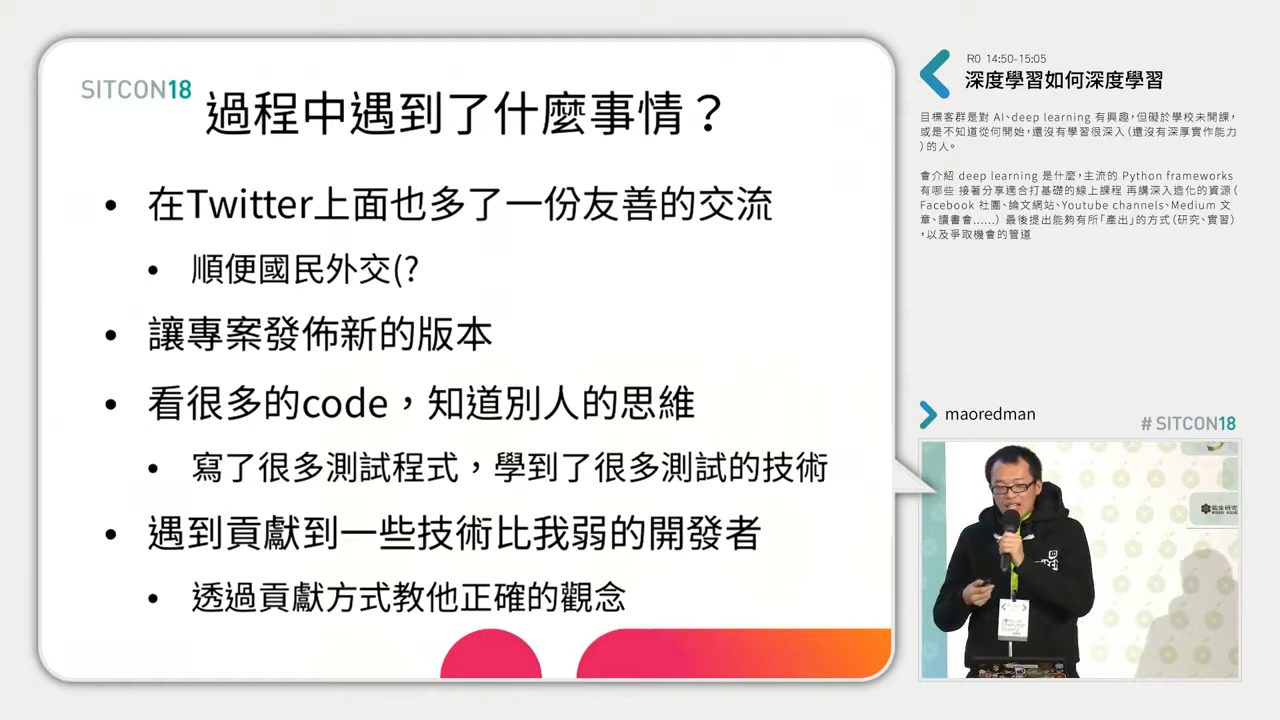 SITCON18
過程中遇到了什麼事情？
• 在Twitter上面也多了一份友善的交流
• 順便國民外交(?
• 讓專案發佈新的版本
• 看很多的code，知道別人的思維
• 寫了很多測試程式，學到了很多測試的技術
• 遇到貢獻到一些技術比我弱的開發者
• 透過貢獻方式教他正確的觀念
R0 14:50-15:05
深度學習如何深度學習
目標客群是對 AI、deep learning 有興趣，但礙於學校未開課，
或是不知道從何開始，還沒有學習很深入（還沒有深厚實作能力
）的人。
會介紹 deep learning 是什麼，主流的 Python frameworks
有哪些 接著分享適合打基礎的線上課程 再講深入造化的資源（
Facebook 社團、論文網站、Youtube channels、Medium 文
章、讀書會......） 最後提出能夠有所「產出」的方式（研究、實習）
，以及爭取機會的管道
maoredman
# SITCON18